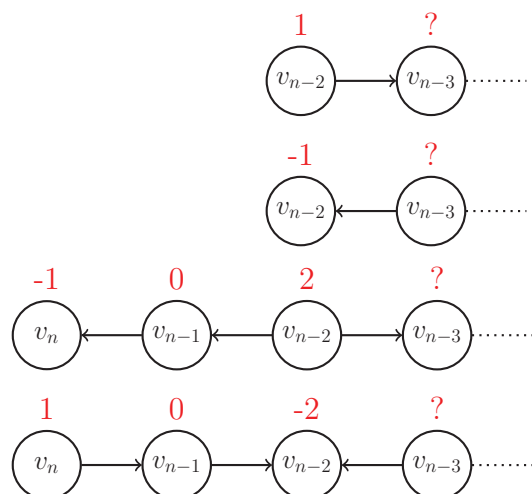 1 ?
v_{n-2} v_{n-3}
-1 ?
v_{n-2} v_{n-3}
-1 0 2 ?
v_n v_{n-1} v_{n-2} v_{n-3}
1 0 -2 ?
v_n v_{n-1} v_{n-2} v_{n-3}